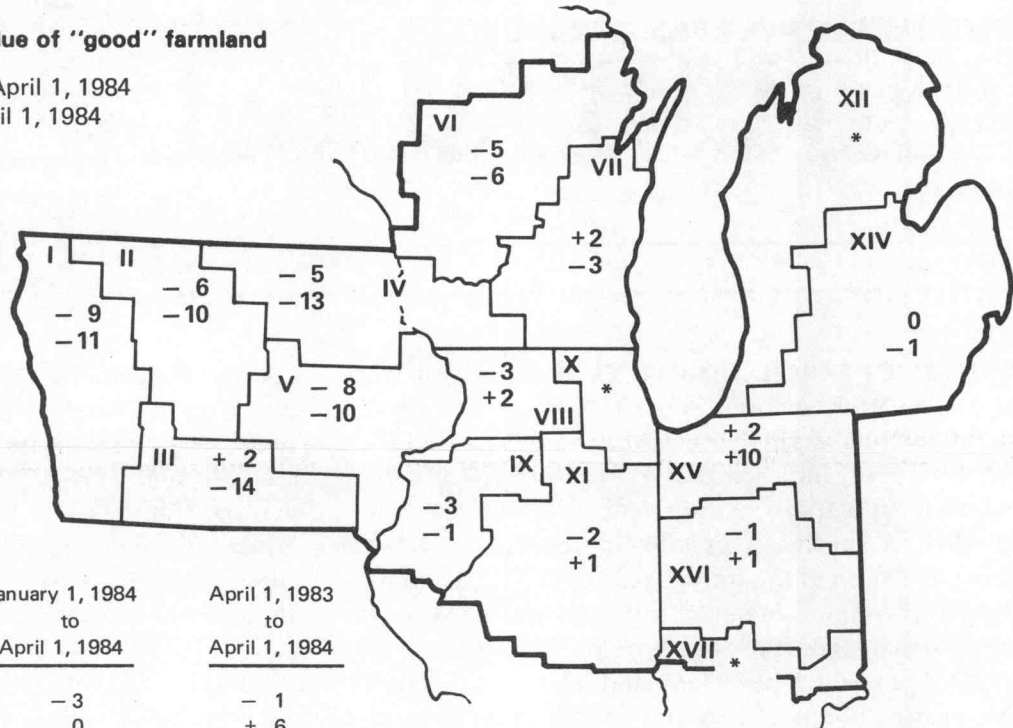 lue of "good" farmland
April 1, 1984
il 1, 1984
XII
*
VI
−5
−6
VII
+2
−3
XIV
0
−1
I
II
− 9
−11
− 6
−10
− 5
−13
IV
V
− 8
−10
III
+ 2
−14
−3
+2
X
*
VIII
IX
XI
−3
−1
−2
+1
+ 2
+10
XV
−1
+1
XVI
XVII
*
anuary 1, 1984
to
April 1, 1984
−3
0
April 1, 1983
to
April 1, 1984
− 1
+ 6